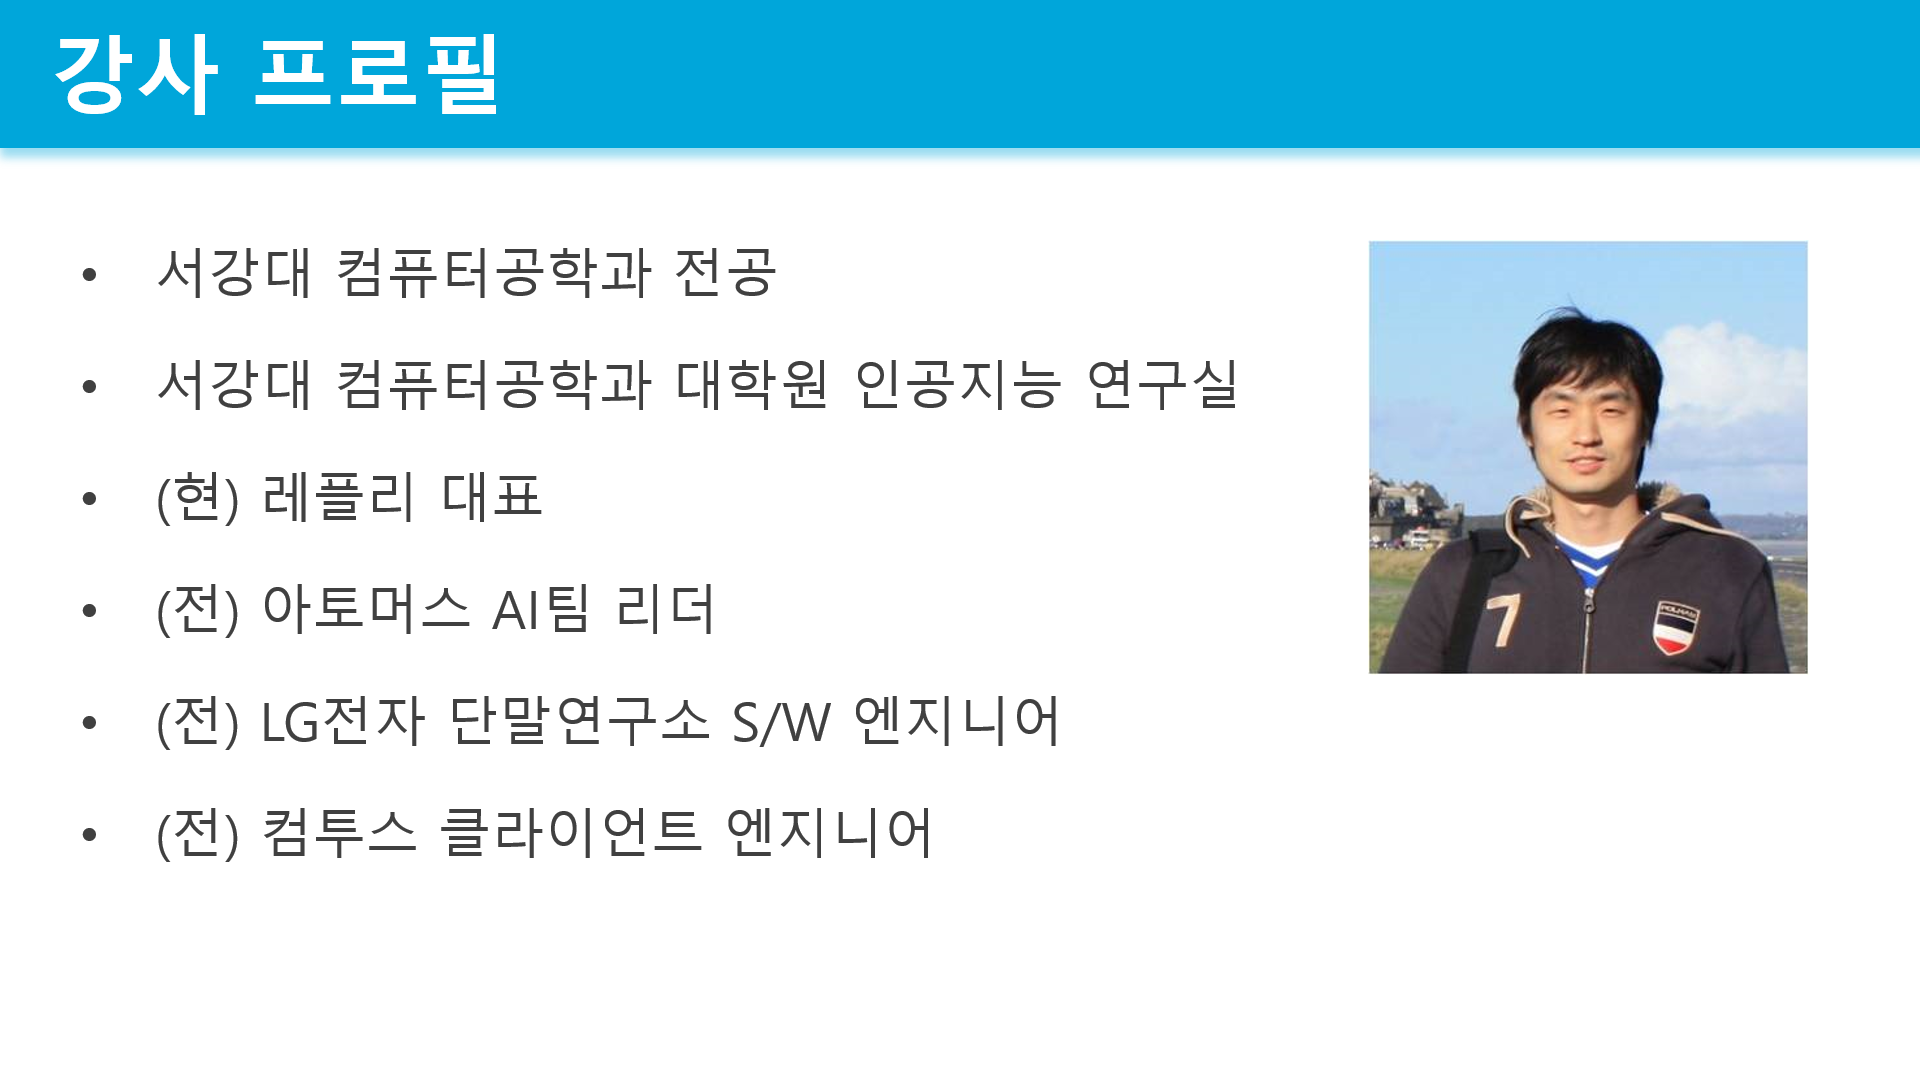 강사 프로필
• 서강대 컴퓨터공학과 전공
• 서강대 컴퓨터공학과 대학원 인공지능 연구실
• (현) 레플리 대표
• (전) 아토머스 AI팀 리더
• (전) LG전자 단말연구소 S/W 엔지니어
• (전) 컴투스 클라이언트 엔지니어
7
POLHAM